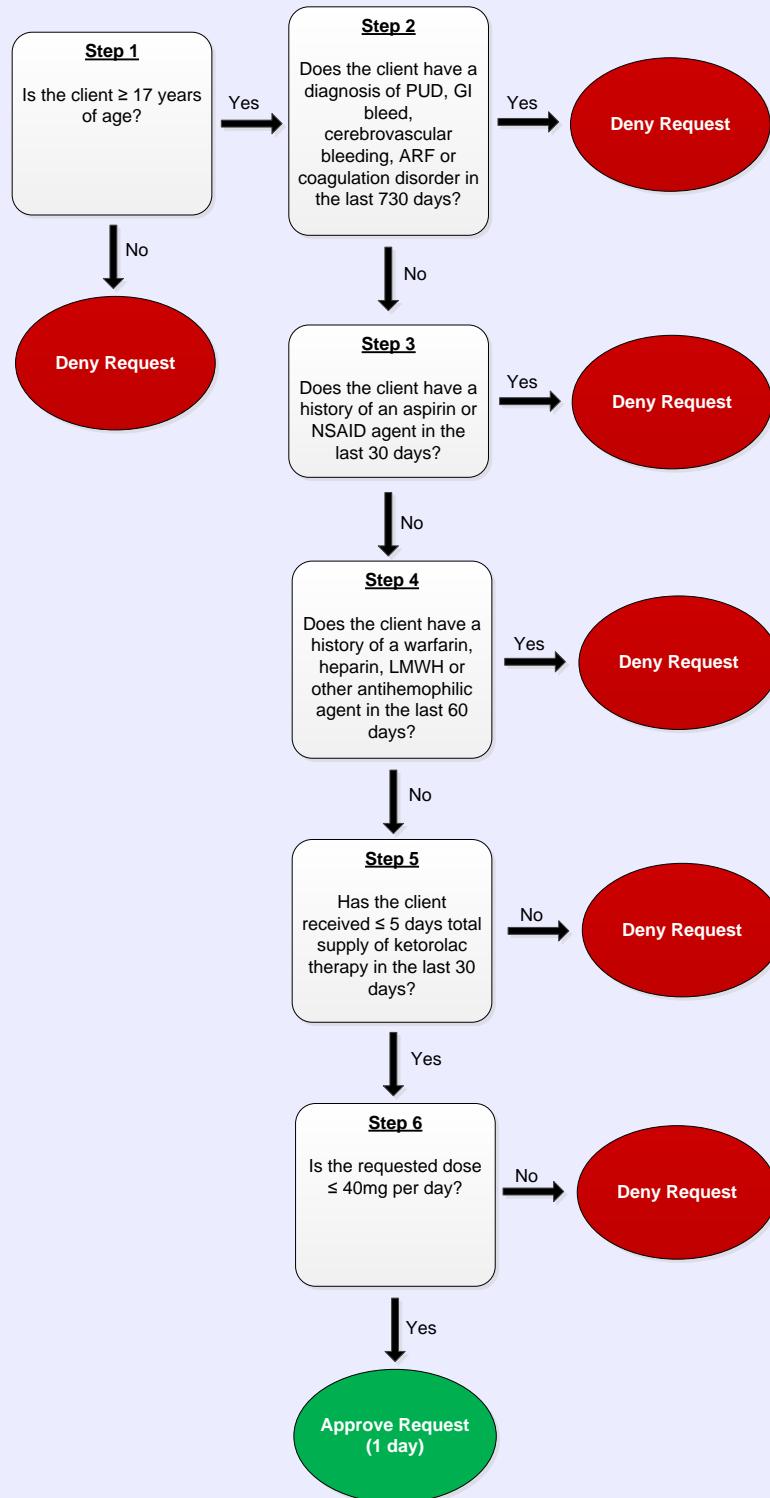 Step 1
Is the client ≥ 17 years
of age?
Yes
Step 2
Does the client have a
diagnosis of PUD, GI
bleed,
cerebrovascular
bleeding, ARF or
coagulation disorder in
the last 730 days?
Yes
Deny Request
No
Deny Request
No
Step 3
Does the client have a
history of an aspirin or
NSAID agent in the
last 30 days?
Yes
Deny Request
No
Step 4
Does the client have a
history of a warfarin,
heparin, LMWH or
other antihemophilic
agent in the last 60
days?
Yes
Deny Request
No
Step 5
Has the client
received ≤ 5 days total
supply of ketorolac
therapy in the last 30
days?
No
Deny Request
Yes
Step 6
Is the requested dose
≤ 40mg per day?
No
Deny Request
Yes
Approve Request
(1 day)